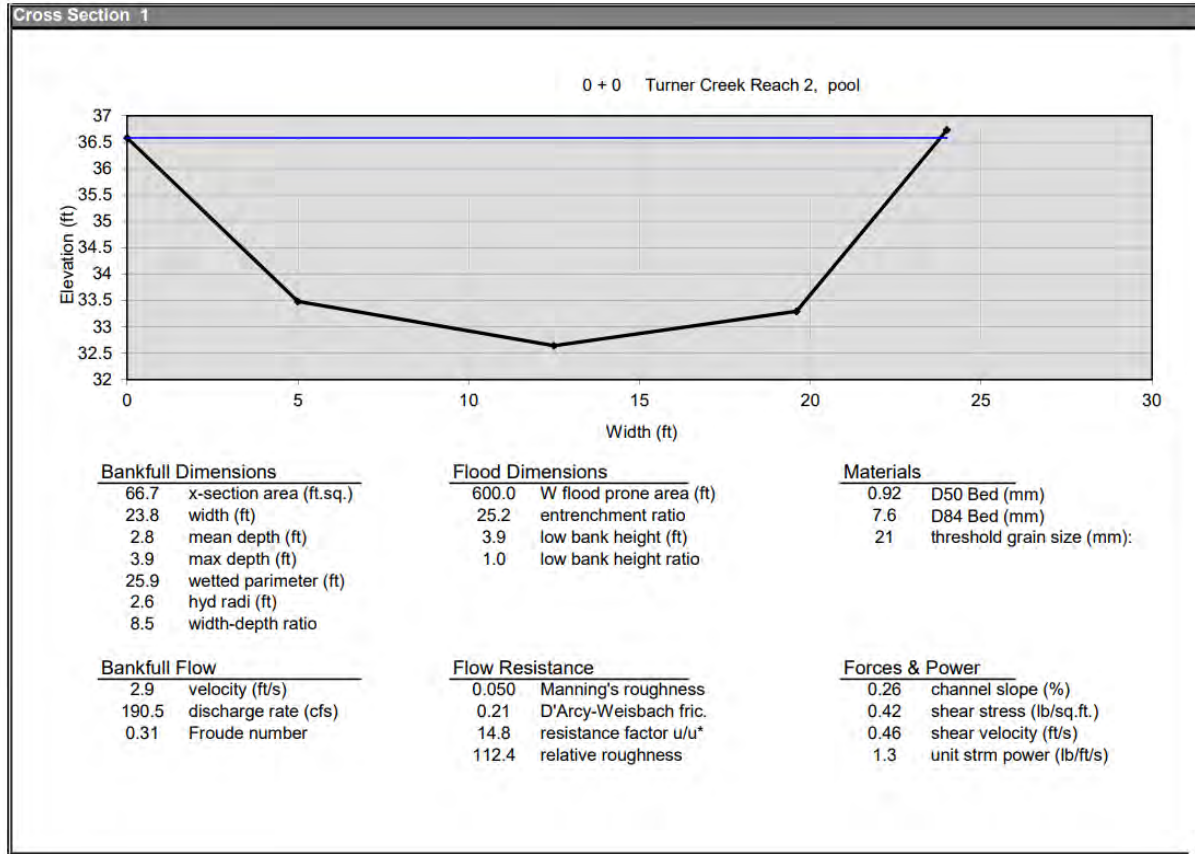 Cross Section 1
0 + 0 Turner Creek Reach 2, pool
37
36.5
36
35.5
35
34.5
34
33.5
33
32.5
32
Elevation (ft)
0 5 10 15 20 25 30
Width (ft)
Bankfull Dimensions
66.7 x-section area (ft.sq.)
23.8 width (ft)
2.8 mean depth (ft)
3.9 max depth (ft)
25.9 wetted parimeter (ft)
2.6 hyd radi (ft)
8.5 width-depth ratio
Flood Dimensions
600.0 W flood prone area (ft)
25.2 entrenchment ratio
3.9 low bank height (ft)
1.0 low bank height ratio
Materials
0.92 D50 Bed (mm)
7.6 D84 Bed (mm)
21 threshold grain size (mm):
Bankfull Flow
2.9 velocity (ft/s)
190.5 discharge rate (cfs)
0.31 Froude number
Flow Resistance
0.050 Manning's roughness
0.21 D'Arcy-Weisbach fric.
14.8 resistance factor u/u*
112.4 relative roughness
Forces & Power
0.26 channel slope (%)
0.42 shear stress (lb/sq.ft.)
0.46 shear velocity (ft/s)
1.3 unit strm power (lb/ft/s)